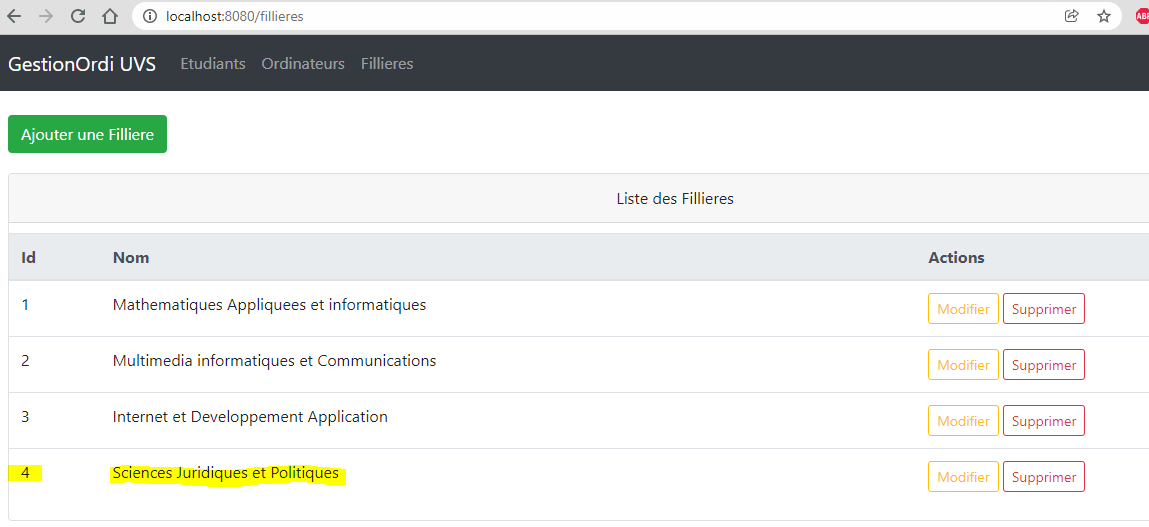 localhost:8080/fillieres
ABP
GestionOrdi UVS Etudiants Ordinateurs Fillieres
Ajouter une Filliere
Liste des Fillieres
Id Nom Actions
1 Mathematiques Appliquees et informatiques Modifier Supprimer
2 Multimedia informatiques et Communications Modifier Supprimer
3 Internet et Developpement Application Modifier Supprimer
4 Sciences Juridiques et Politiques Modifier Supprimer